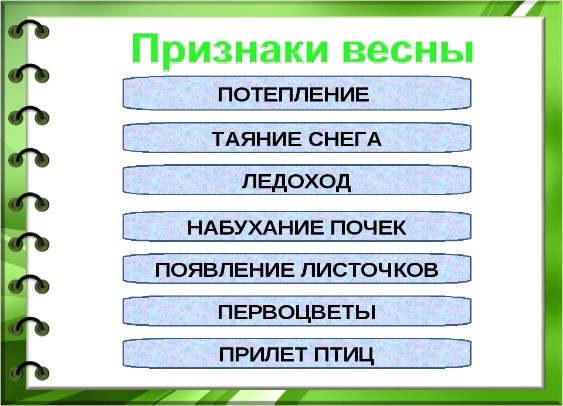 Признаки весны
ПОТЕПЛЕНИЕ
ТАЯНИЕ СНЕГА
ЛЕДОХОД
НАБУХАНИЕ ПОЧЕК
ПОЯВЛЕНИЕ ЛИСТОЧКОВ
ПЕРВОЦВЕТЫ
ПРИЛЕТ ПТИЦ